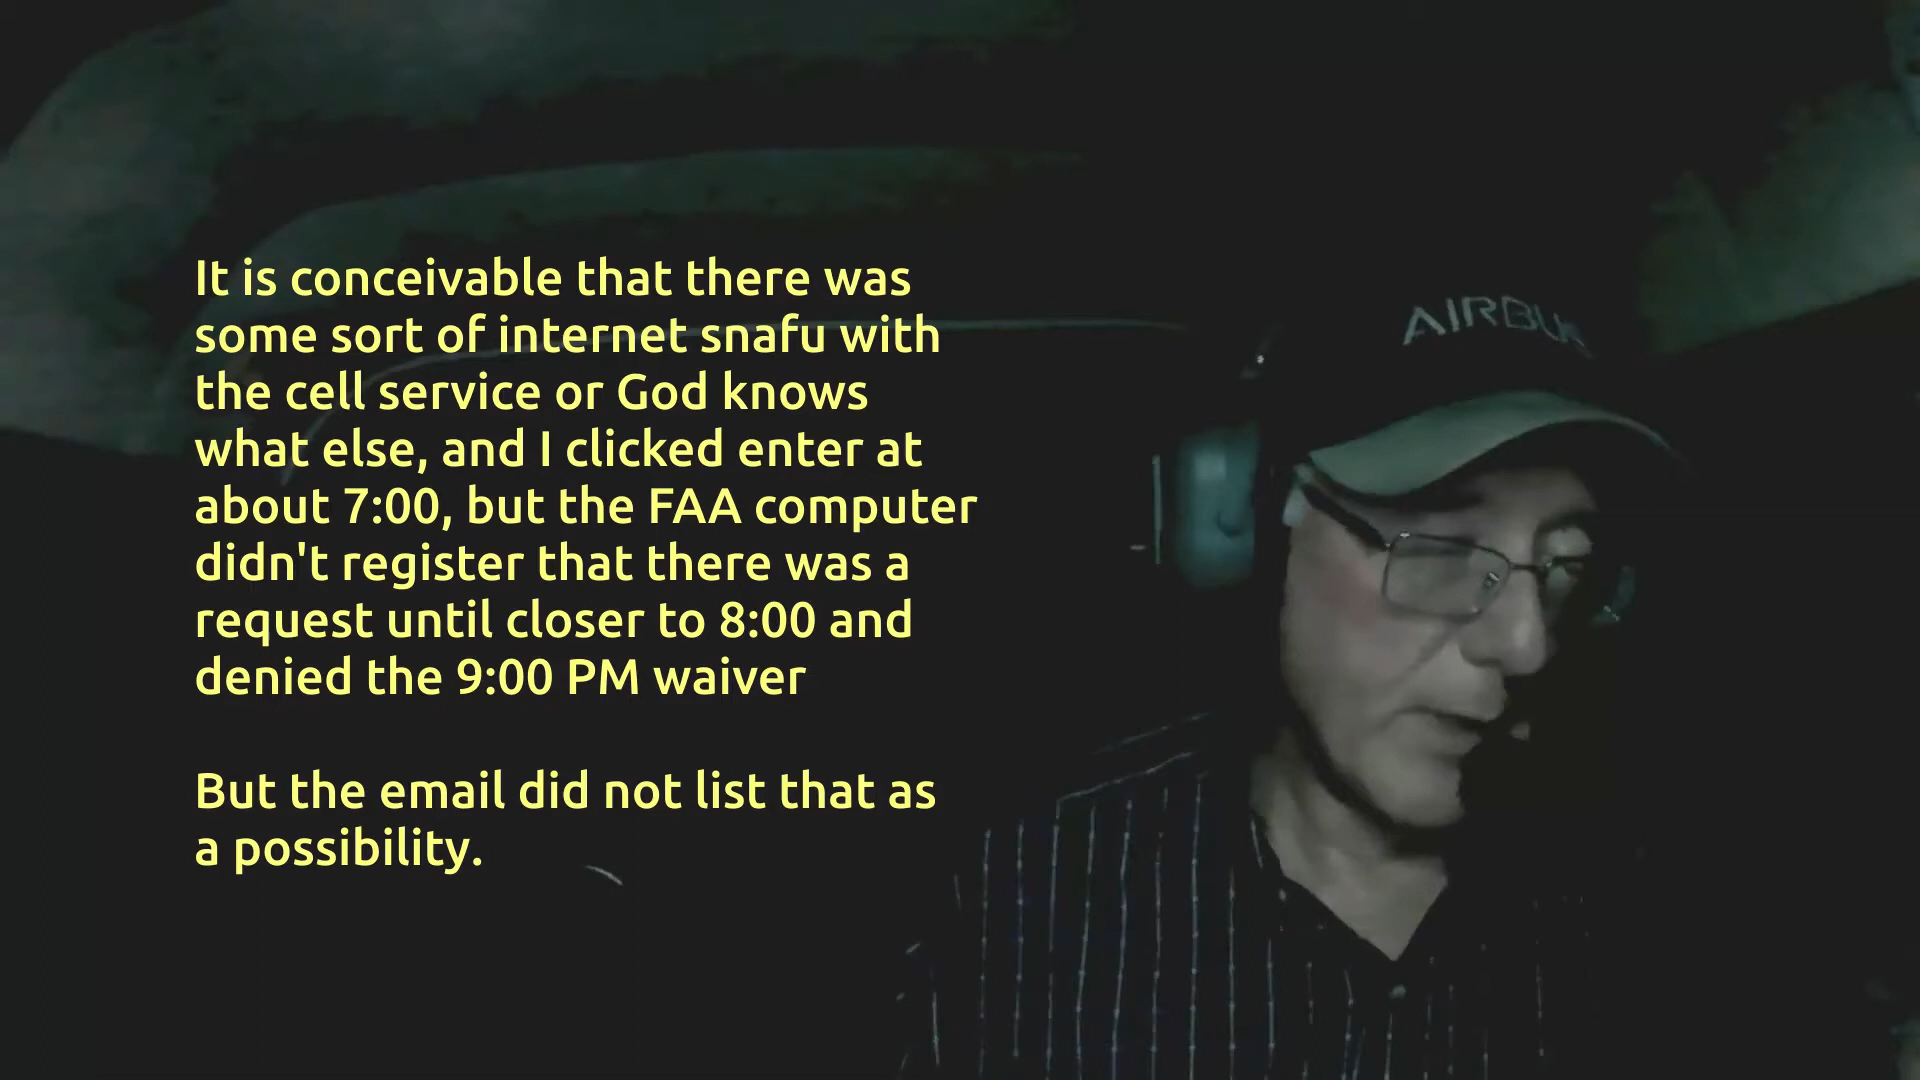 It is conceivable that there was
some sort of internet snafu with
the cell service or God knows
what else, and I clicked enter at
about 7:00, but the FAA computer
didn't register that there was a
request until closer to 8:00 and
denied the 9:00 PM waiver
But the email did not list that as
a possibility.
AIRBUS